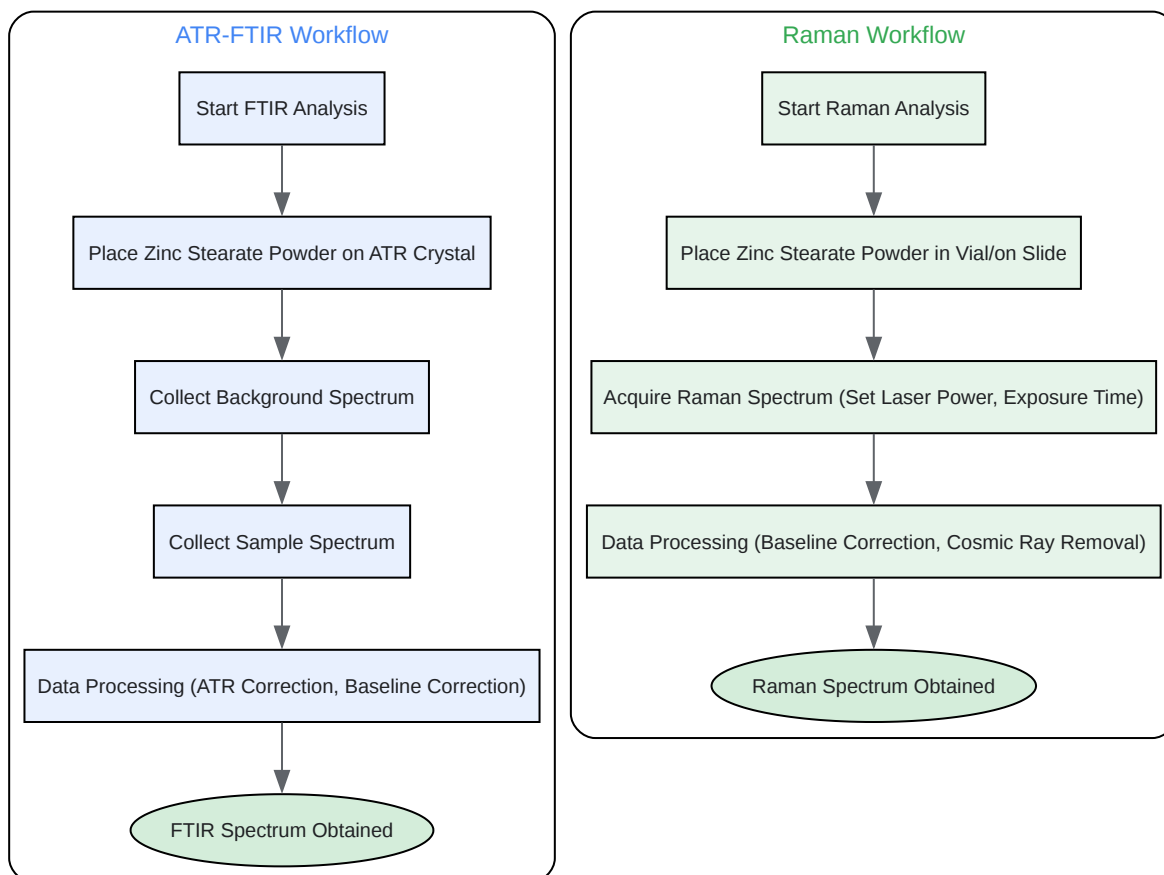 ATR-FTIR Workflow
Start FTIR Analysis
Place Zinc Stearate Powder on ATR Crystal
Collect Background Spectrum
Collect Sample Spectrum
Data Processing (ATR Correction, Baseline Correction)
FTIR Spectrum Obtained
Raman Workflow
Start Raman Analysis
Place Zinc Stearate Powder in Vial/on Slide
Acquire Raman Spectrum (Set Laser Power, Exposure Time)
Data Processing (Baseline Correction, Cosmic Ray Removal)
Raman Spectrum Obtained